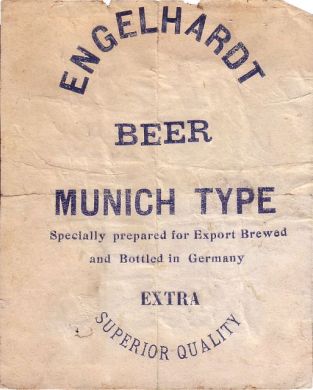 ENGELHARDT
BEER
MUNICH TYPE
Specially prepared for Export Brewed
and Bottled in Germany
EXTRA
SUPERIOR QUALITY